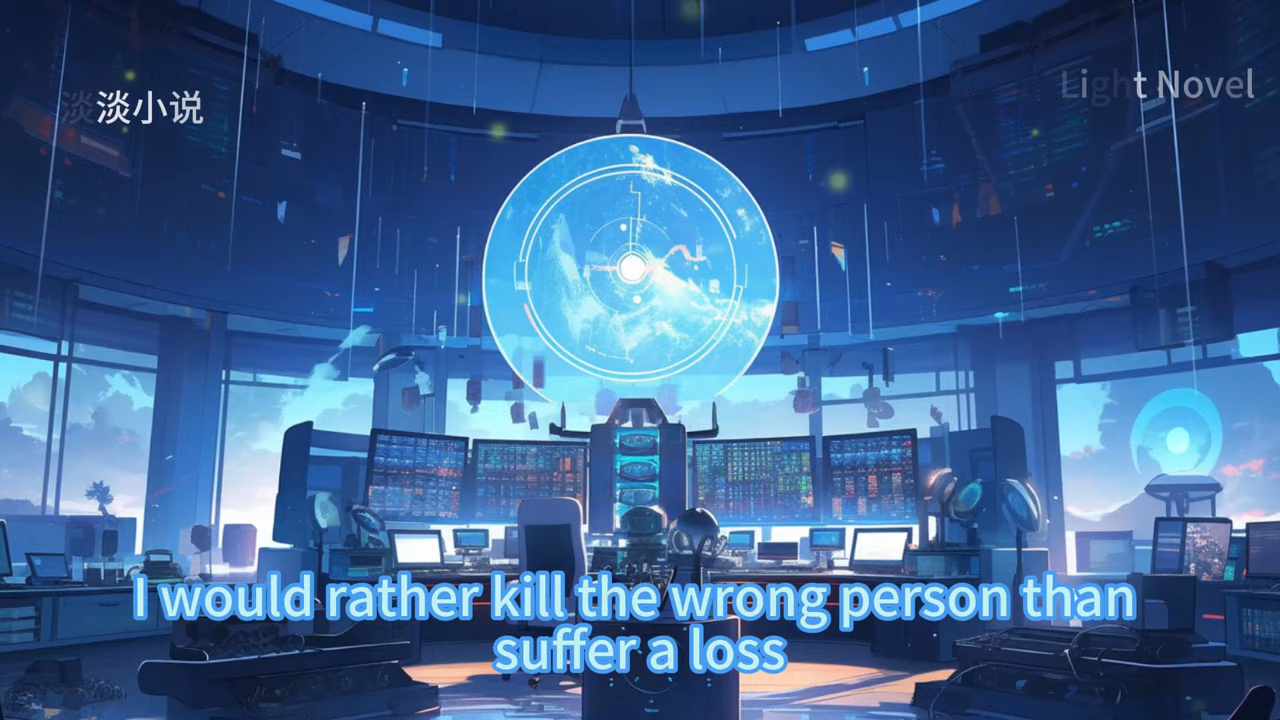 淡淡小说
Light Novel
I would rather kill the wrong person than
suffer a loss